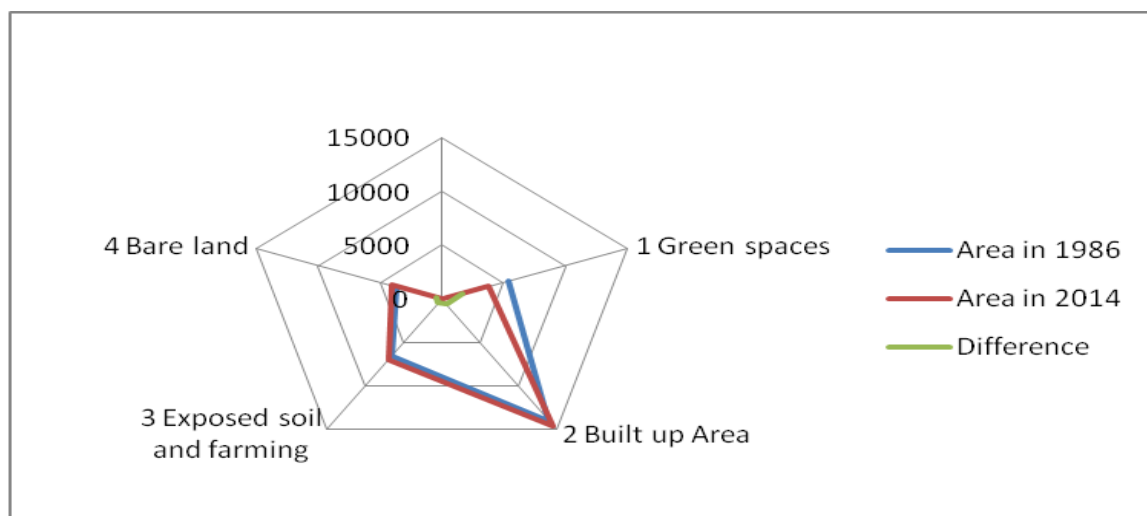 15000
10000
5000
0
4 Bare land
1 Green spaces
3 Exposed soil
and farming
2 Built up Area
Area in 1986
Area in 2014
Difference